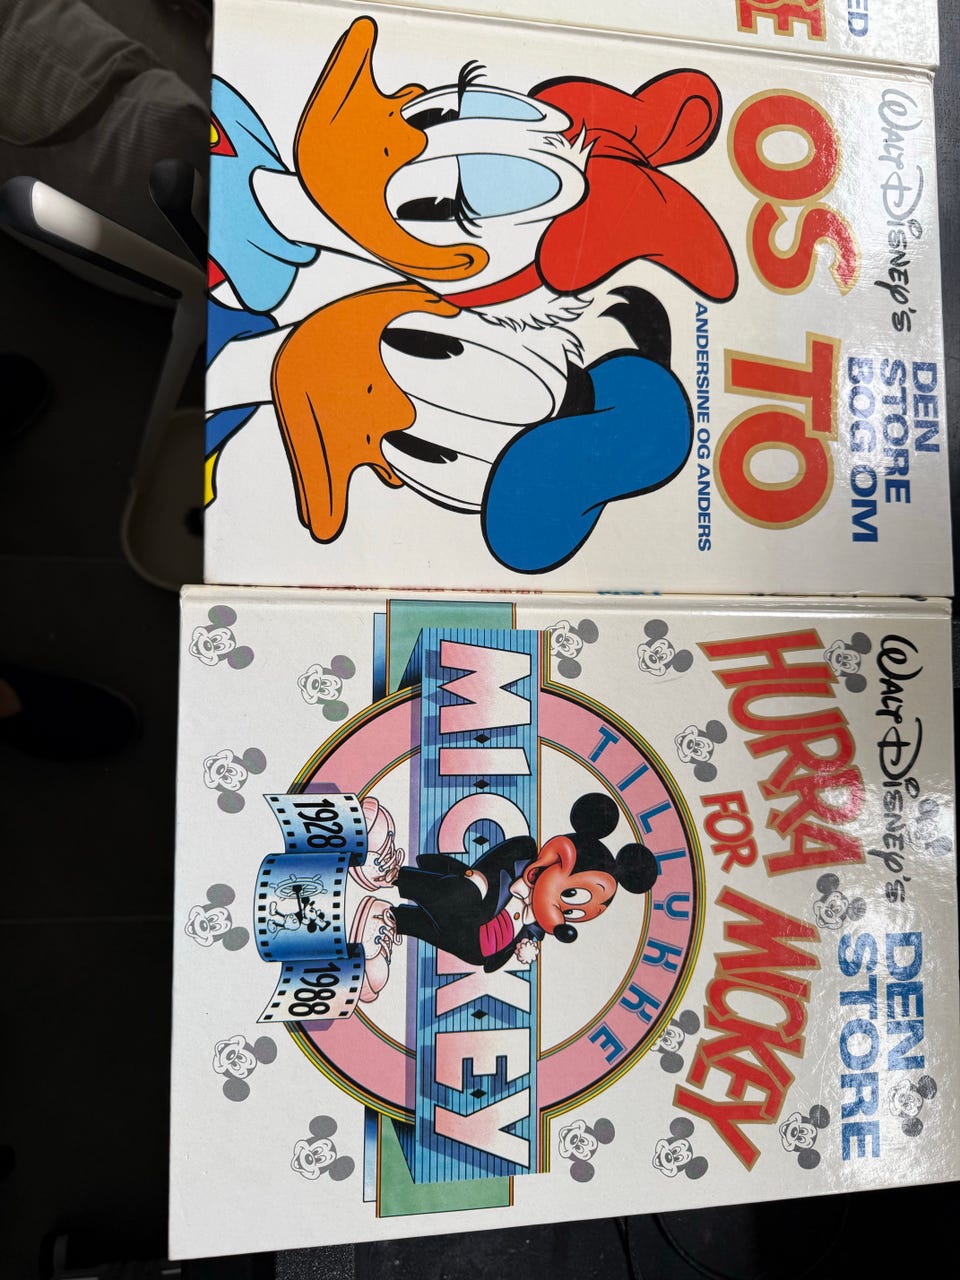 Walt Disney's
DEN
STORE
BOG OM
OS TO
ANDERSINE OG ANDERS
Walt Disney's
DEN
STORE
HURRA
FOR
MICKEY
TILLYKKE
MICKEY
1928
1988